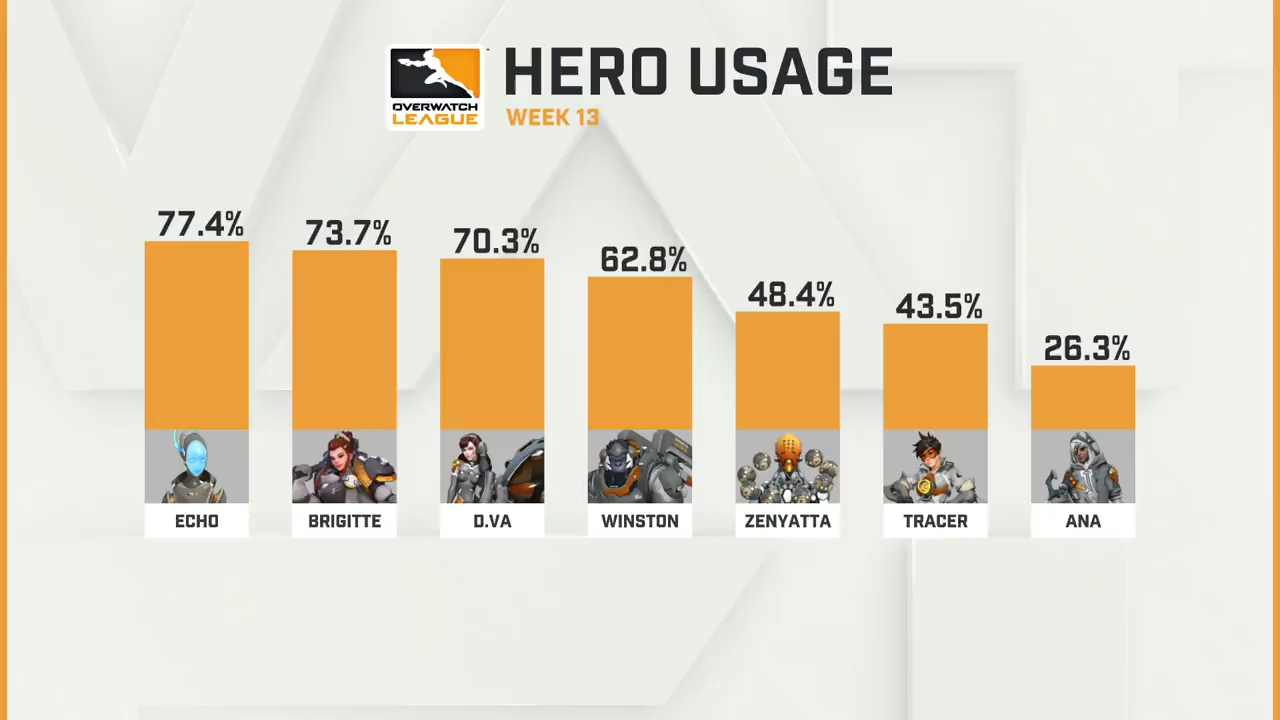 OVERWATCH
LEAGUE
HERO USAGE
WEEK 13
77.4%
73.7%
70.3%
62.8%
48.4%
43.5%
26.3%
ECHO
BRIGITTE
D.VA
WINSTON
ZENYATTA
TRACER
ANA